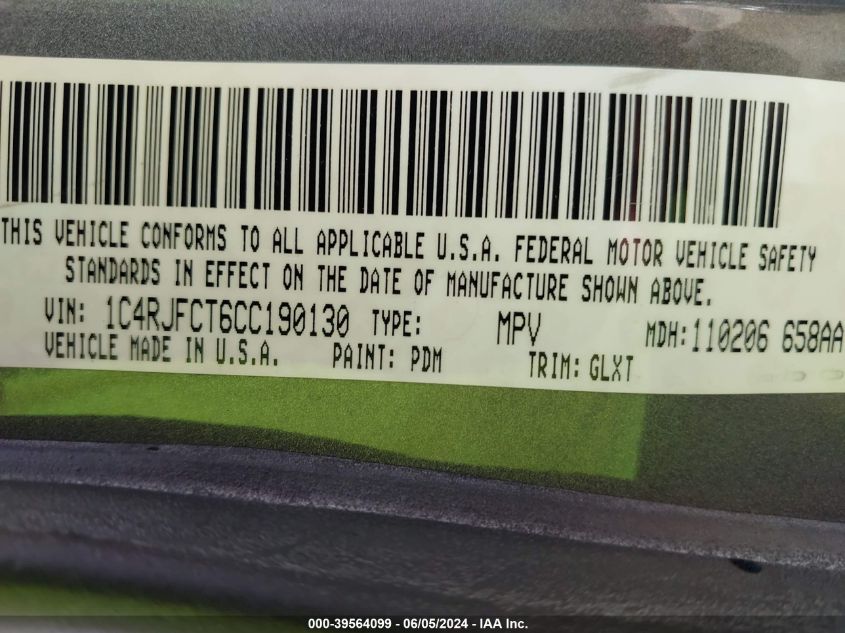 THIS VEHICLE CONFORMS TO ALL APPLICABLE U.S.A. FEDERAL MOTOR VEHICLE SAFETY
STANDARDS IN EFFECT ON THE DATE OF MANUFACTURE SHOWN ABOVE.
VIN: 1C4RJFCT6CC190130 TYPE: MPV MDH:110206 658AA
VEHICLE MADE IN U.S.A. PAINT: PDM TRIM: GLXT
000-39564099 - 06/05/2024 - IAA Inc.